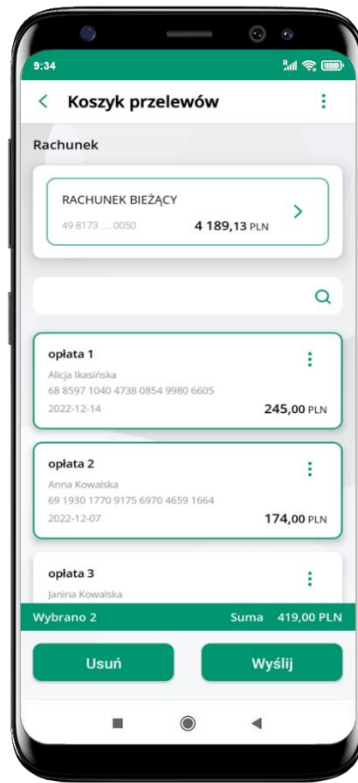 9:34
Koszyk przelewów
Rachunek
RACHUNEK BIEŻĄCY
49 8173 ... 0050 4 189,13 PLN
opłata 1
Alicja Ikasińska
68 8597 1040 4738 0854 9980 6605
2022-12-14 245,00 PLN
opłata 2
Anna Kowalska
69 1930 1770 9175 6970 4659 1664
2022-12-07 174,00 PLN
opłata 3
Janina Kowalska
Wybrano 2 Suma 419,00 PLN
Usuń Wyślij